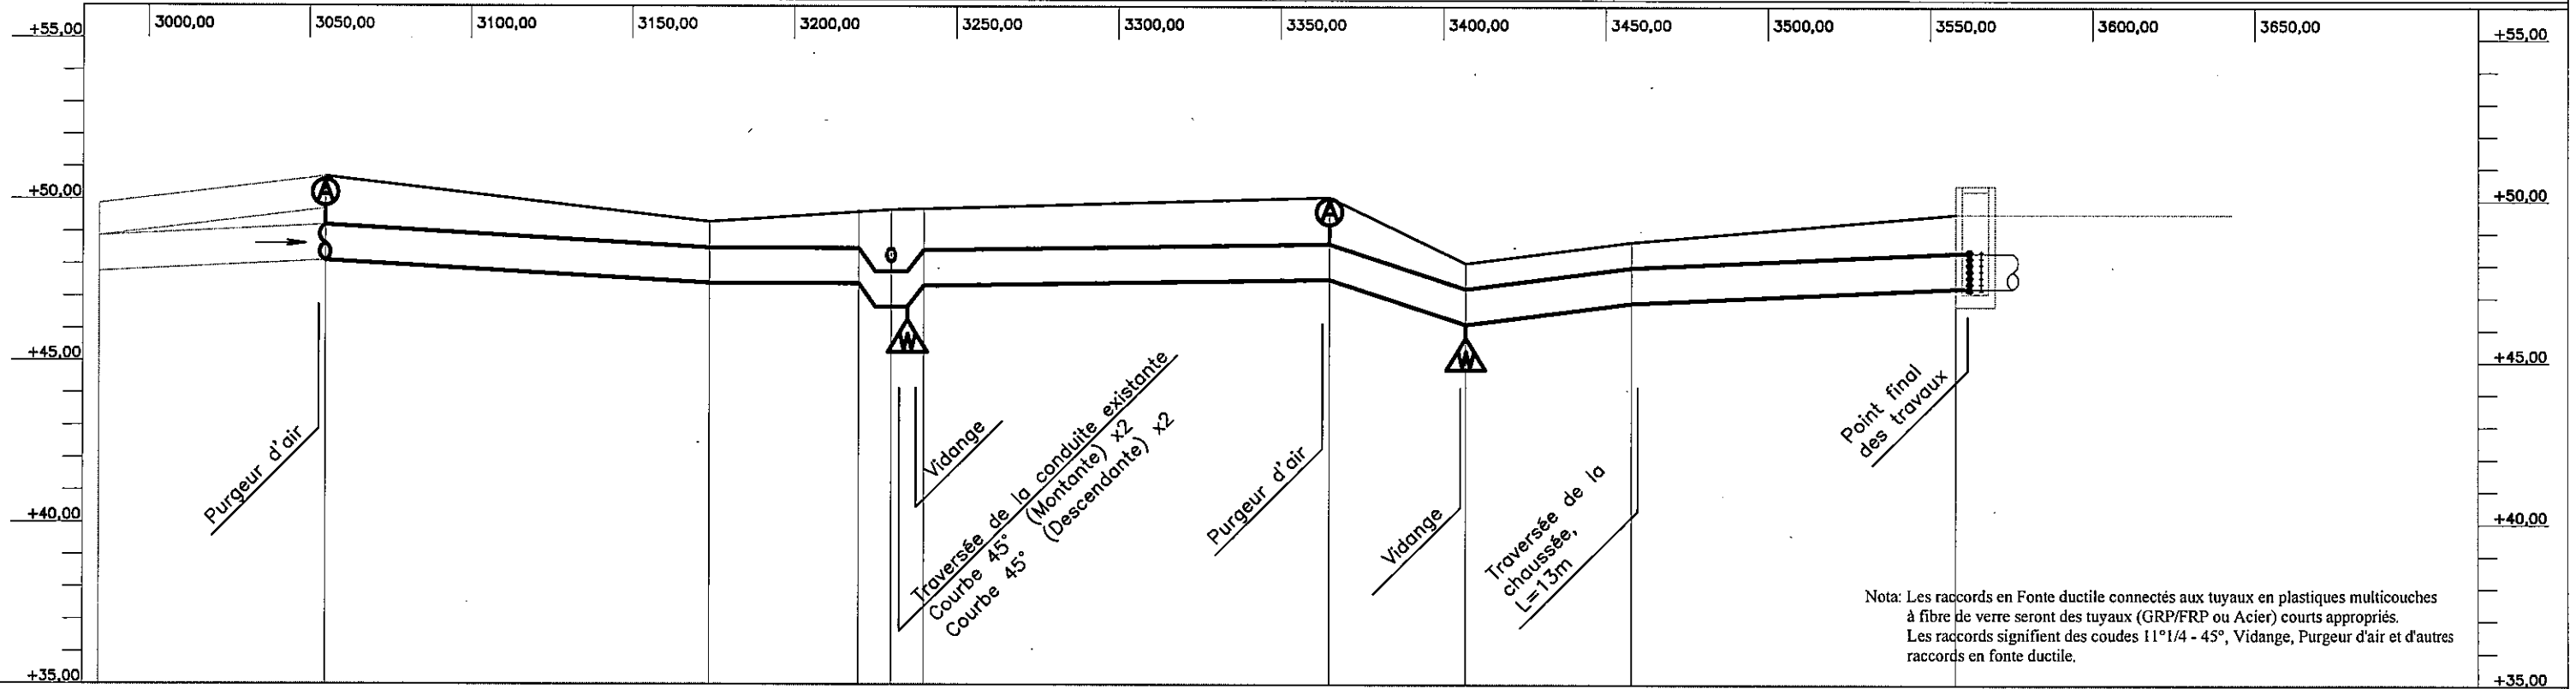 3000,00 3050,00 3100,00 3150,00 3200,00 3250,00 3300,00 3350,00 3400,00 3450,00 3500,00 3550,00 3600,00 3650,00
+55,00 +55,00
+50,00 +50,00
+45,00 +45,00
+40,00 +40,00
+35,00 +35,00
A
A
W
W
Purgeur d'air
Traversée de la conduite existante
Courbe 45° (Montante) x2
Courbe 45° (Descendante) x2
Vidange
Purgeur d'air
Vidange
Traversée de la
chaussée,
L=13m
Point final
des travaux
Nota: Les raccords en Fonte ductile connectés aux tuyaux en plastiques multicouches
à fibre de verre seront des tuyaux (GRP/FRP ou Acier) courts appropriés.
Les raccords signifient des coudes 11°1/4 - 45°, Vidange, Purgeur d'air et d'autres
raccords en fonte ductile.